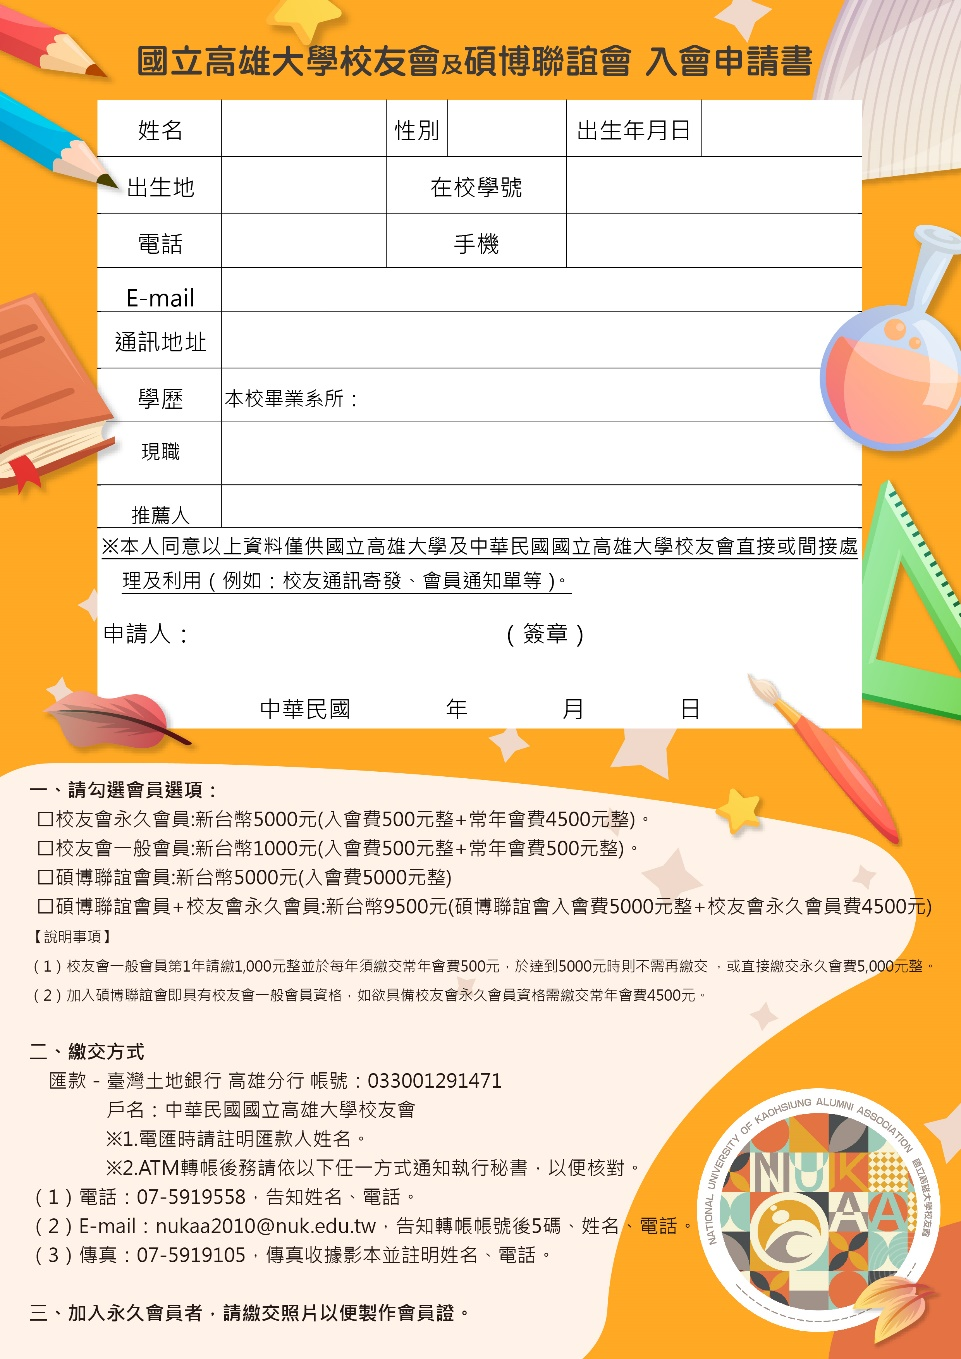 國立高雄大學校友會及碩博聯誼會 入會申請書
姓名 性別 出生年月日
出生地 在校學號
電話 手機
E-mail
通訊地址
學歷 本校畢業系所：
現職
推薦人
※本人同意以上資料僅供國立高雄大學及中華民國國立高雄大學校友會直接或間接處
理及利用（例如：校友通訊寄發、會員通知單等）。
申請人： （簽章）
中華民國 年 月 日
一、請勾選會員選項：
□校友會永久會員:新台幣5000元(入會費500元整+常年會費4500元整)。
□校友會一般會員:新台幣1000元(入會費500元整+常年會費500元整)。
□碩博聯誼會員:新台幣5000元(入會費5000元整)
□碩博聯誼會員+校友會永久會員:新台幣9500元(碩博聯誼會入會費5000元整+校友會永久會員費4500元)
【說明事項】
（1）校友會一般會員第1年請繳1,000元整並於每年須繳交常年會費500元，於達到5000元時則不需再繳交 ，或直接繳交永久會費5,000元整。
（2）加入碩博聯誼會即具有校友會一般會員資格，如欲具備校友會永久會員資格需繳交常年會費4500元。
二、繳交方式
匯款－臺灣土地銀行 高雄分行 帳號：033001291471
戶名：中華民國國立高雄大學校友會
※1.電匯時請註明匯款人姓名。
※2.ATM轉帳後務請依以下任一方式通知執行秘書，以便核對。
（1）電話：07-5919558，告知姓名、電話。
（2）E-mail：nukaa2010@nuk.edu.tw，告知轉帳帳號後5碼、姓名、電話。
（3）傳真：07-5919105，傳真收據影本並註明姓名、電話。
三、加入永久會員者，請繳交照片以便製作會員證。
NATIONAL UNIVERSITY OF KAOHSIUNG ALUMNI ASSOCIATION 國立高雄大學校友會
NUK
AA